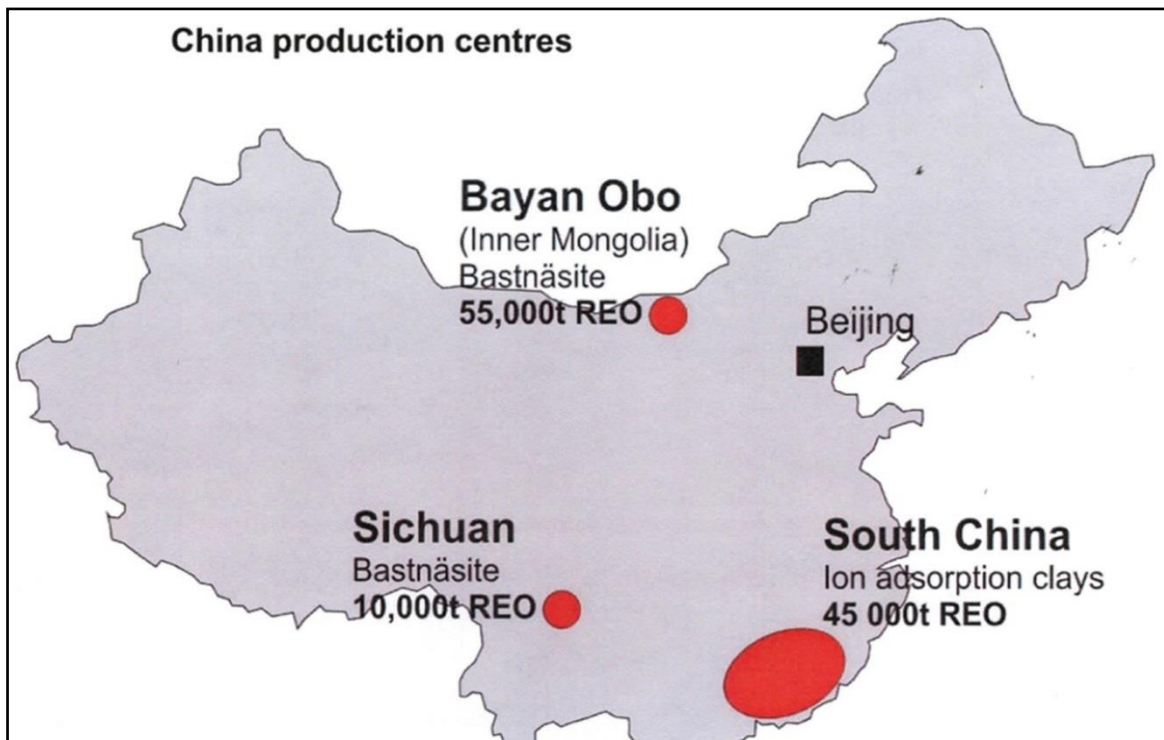 China production centres
Bayan Obo
(Inner Mongolia)
Bastnäsite
55,000t REO
Beijing
Sichuan
Bastnäsite
10,000t REO
South China
Ion adsorption clays
45 000t REO